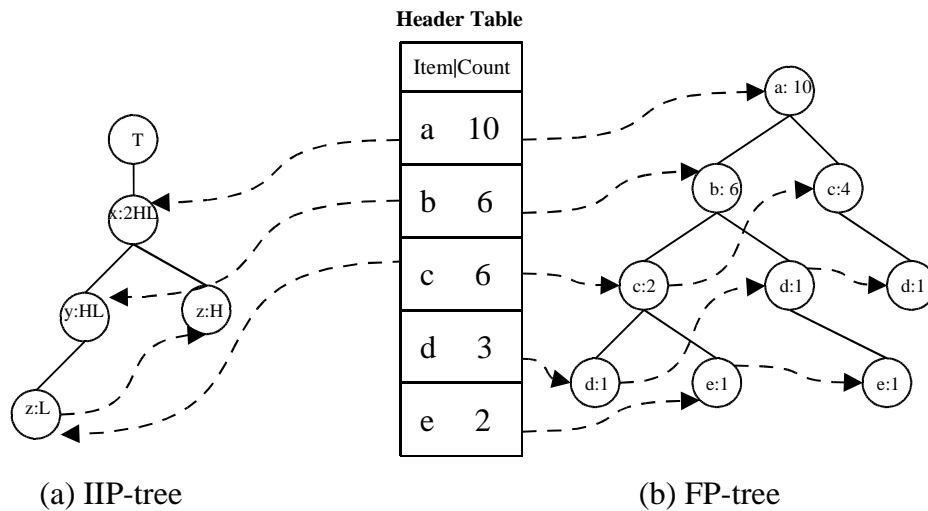 Header Table
Item|Count
a 10
b 6
c 6
d 3
e 2
T
x:2HL
y:HL
z:H
z:L
a: 10
b: 6
c:4
c:2
d:1
d:1
d:1
e:1
e:1
(a) IIP-tree
(b) FP-tree